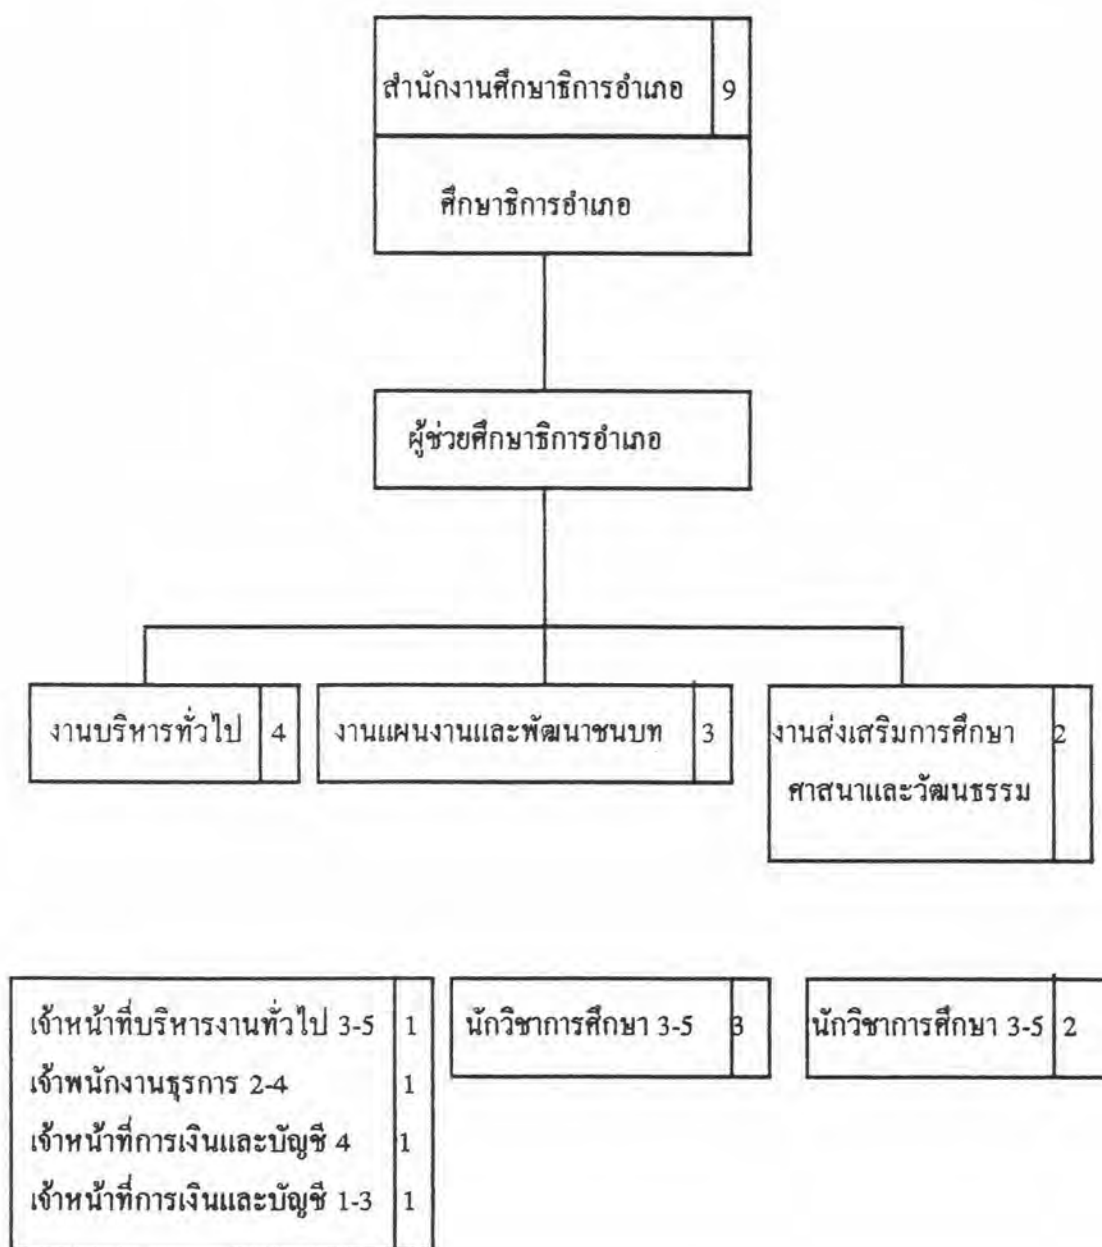 สำนักงานศึกษาธิการอำเภอ 9
ศึกษาธิการอำเภอ
ผู้ช่วยศึกษาธิการอำเภอ
งานบริหารทั่วไป 4
งานแผนงานและพัฒนาชนบท 3
งานส่งเสริมการศึกษา 2
ศาสนาและวัฒนธรรม
เจ้าหน้าที่บริหารงานทั่วไป 3-5 1
เจ้าพนักงานธุรการ 2-4 1
เจ้าหน้าที่การเงินและบัญชี 4 1
เจ้าหน้าที่การเงินและบัญชี 1-3 1
นักวิชาการศึกษา 3-5 3
นักวิชาการศึกษา 3-5 2